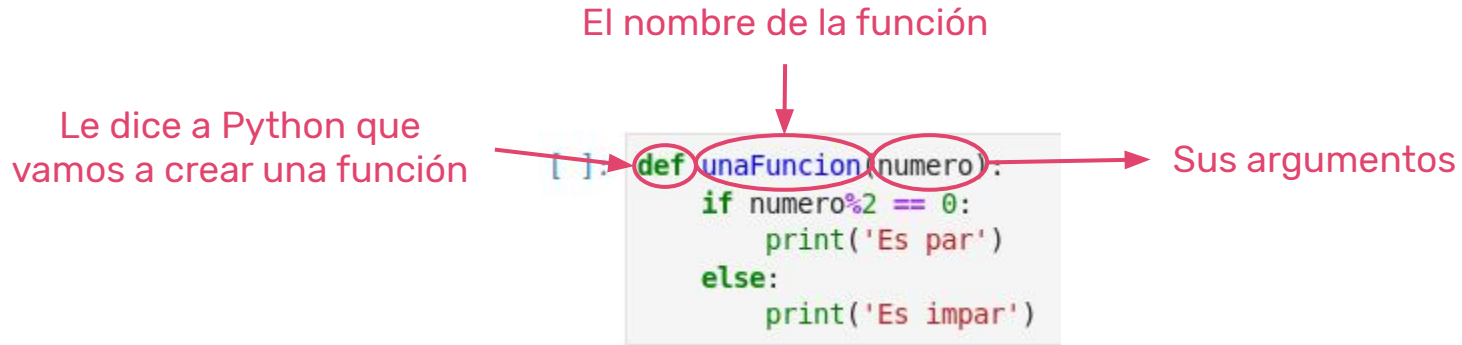 El nombre de la función
Le dice a Python que
vamos a crear una función
[ ]: def unaFuncion(numero):
if numero%2 == 0:
print('Es par')
else:
print('Es impar')
Sus argumentos